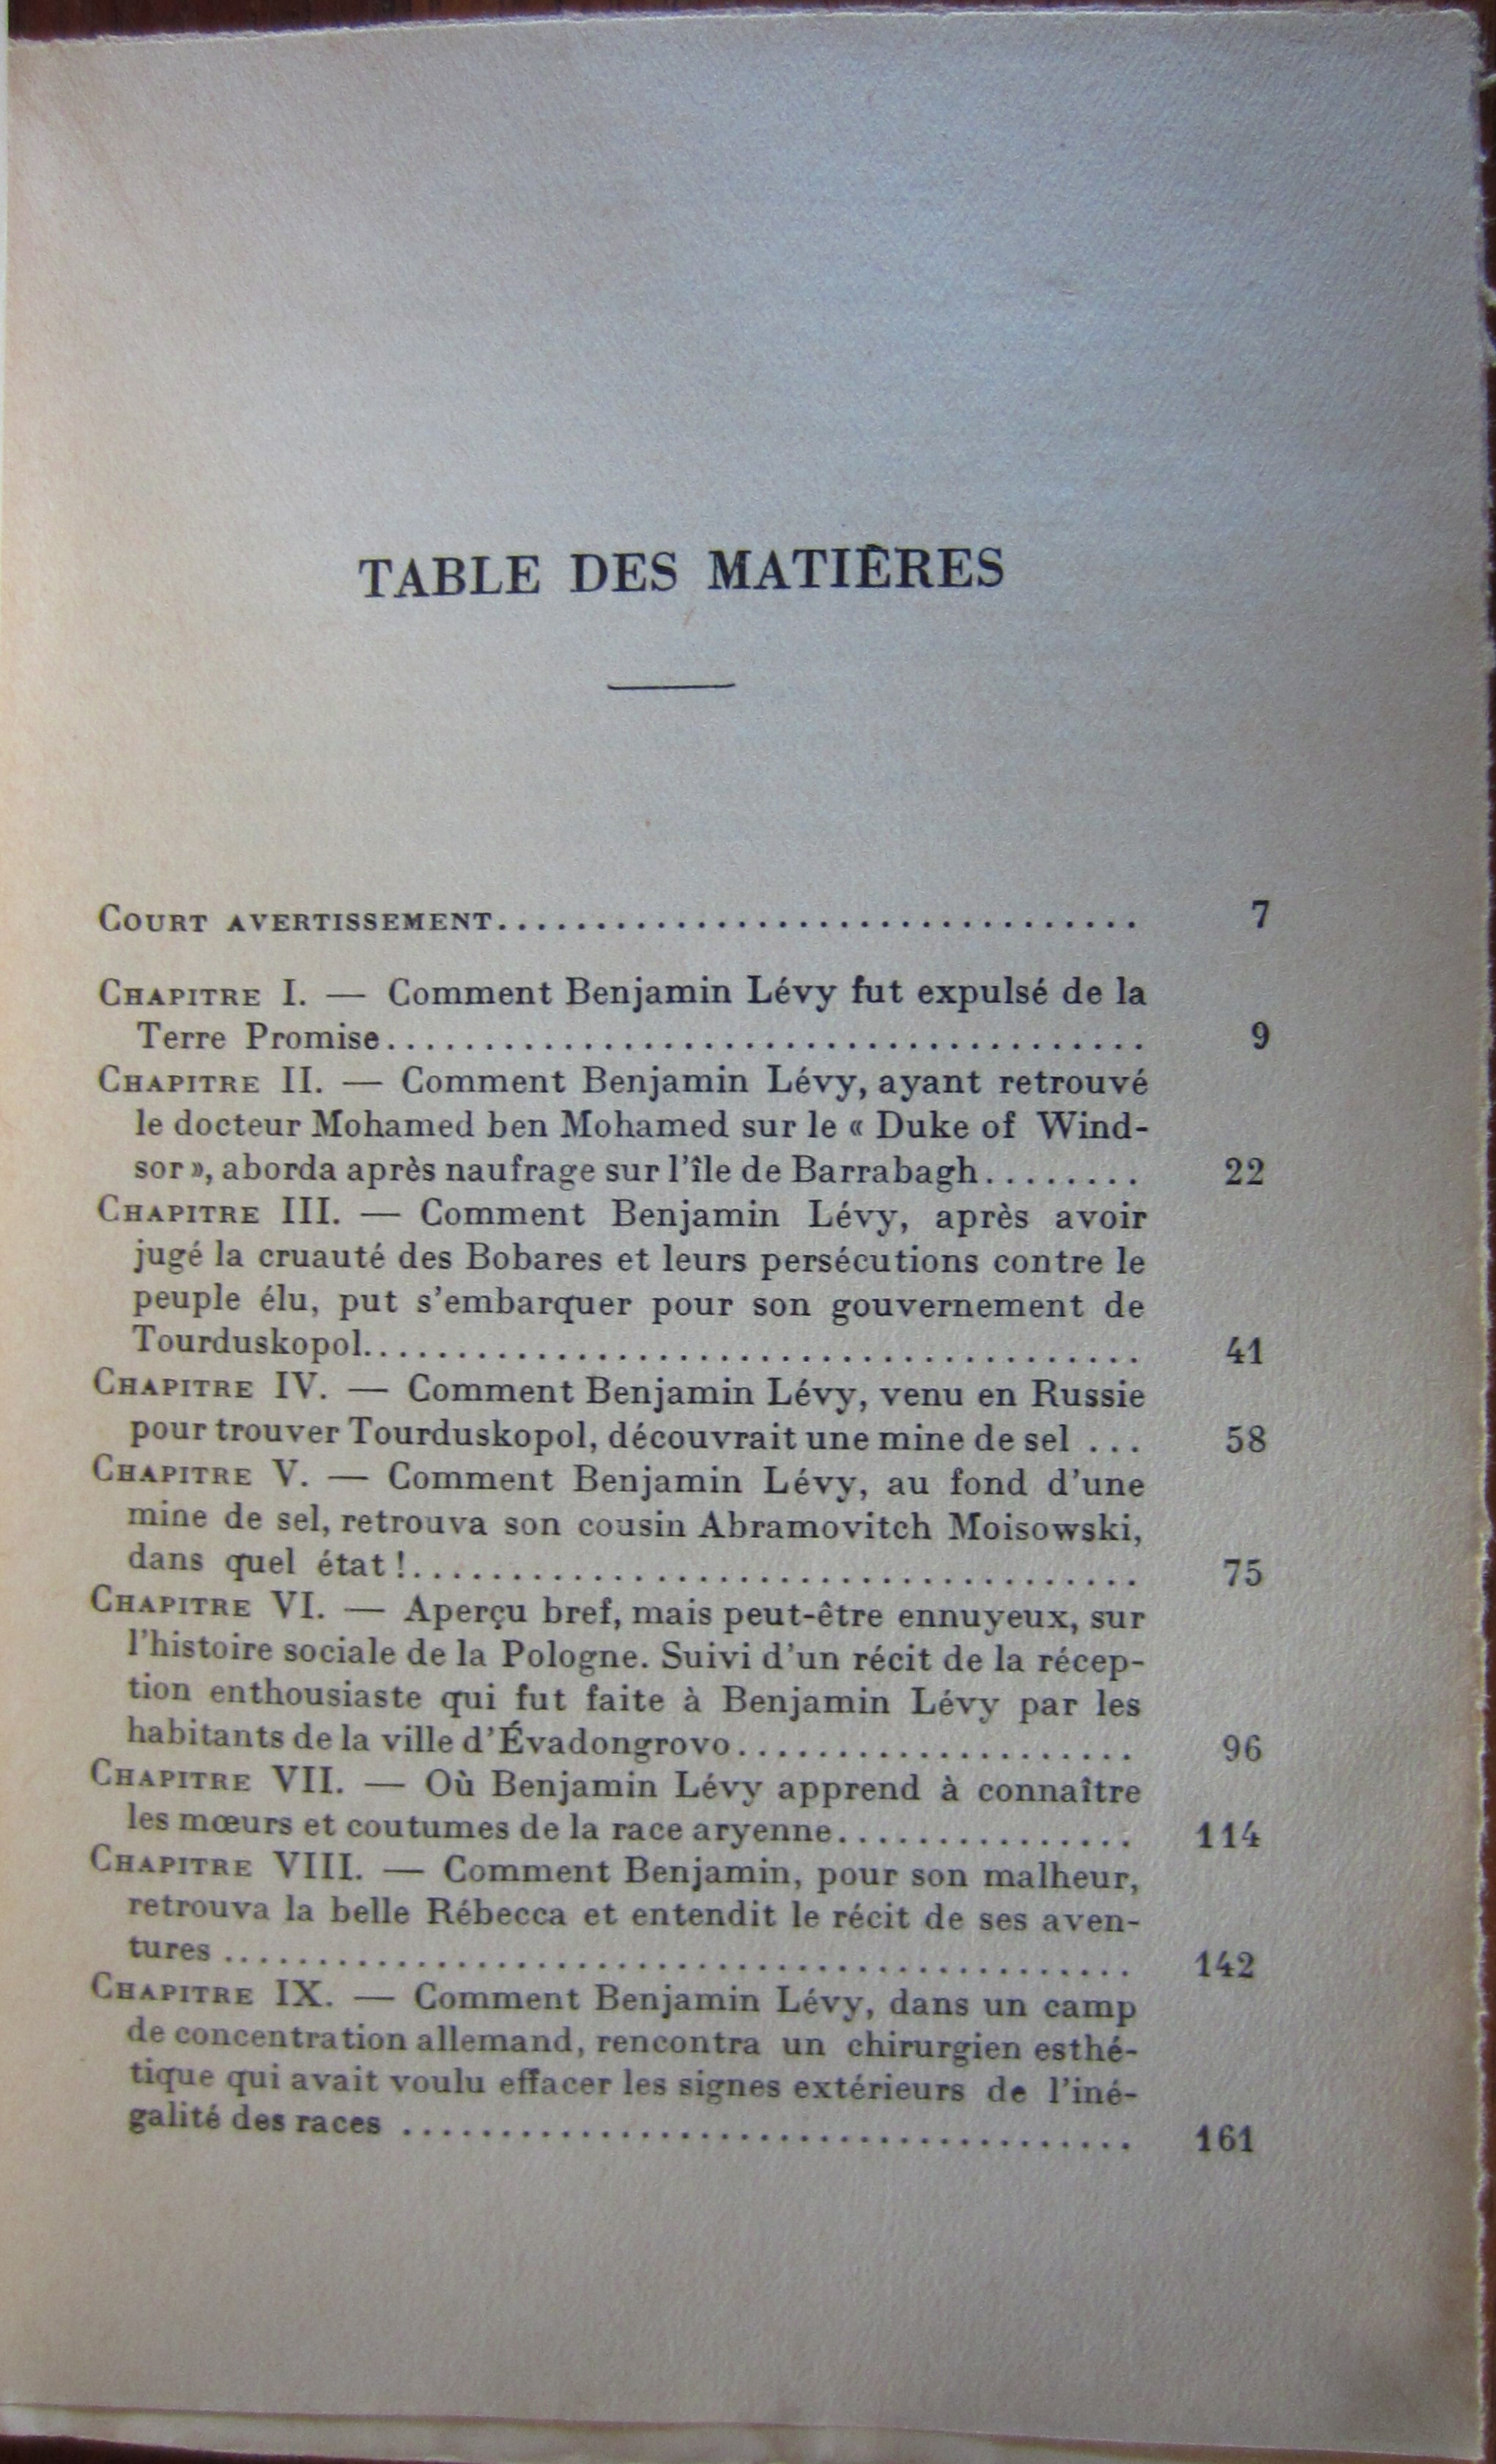 TABLE DES MATIÈRES
COURT AVERTISSEMENT................................. 7
CHAPITRE I. — Comment Benjamin Lévy fut expulsé de la
Terre Promise....................................... 9
CHAPITRE II. — Comment Benjamin Lévy, ayant retrouvé
le docteur Mohamed ben Mohamed sur le « Duke of Wind-
sor », aborda après naufrage sur l'île de Barrabagh........ 22
CHAPITRE III. — Comment Benjamin Lévy, après avoir
jugé la cruauté des Bobares et leurs persécutions contre le
peuple élu, put s'embarquer pour son gouvernement de
Tourduskopol........................................ 41
CHAPITRE IV. — Comment Benjamin Lévy, venu en Russie
pour trouver Tourduskopol, découvrait une mine de sel ... 58
CHAPITRE V. — Comment Benjamin Lévy, au fond d'une
mine de sel, retrouva son cousin Abramovitch Moisowski,
dans quel état !..................................... 75
CHAPITRE VI. — Aperçu bref, mais peut-être ennuyeux, sur
l'histoire sociale de la Pologne. Suivi d'un récit de la récep-
tion enthousiaste qui fut faite à Benjamin Lévy par les
habitants de la ville d'Évadongrovo.................... 96
CHAPITRE VII. — Où Benjamin Lévy apprend à connaître
les mœurs et coutumes de la race aryenne............... 114
CHAPITRE VIII. — Comment Benjamin, pour son malheur,
retrouva la belle Rébecca et entendit le récit de ses aven-
tures .............................................. 142
CHAPITRE IX. — Comment Benjamin Lévy, dans un camp
de concentration allemand, rencontra un chirurgien esthé-
tique qui avait voulu effacer les signes extérieurs de l'iné-
galité des races ..................................... 161